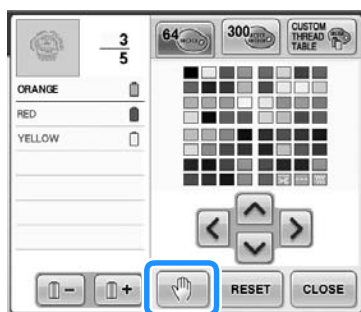 3
5
64
300
CUSTOM
THREAD
TABLE
ORANGE
RED
YELLOW
- +
RESET
CLOSE